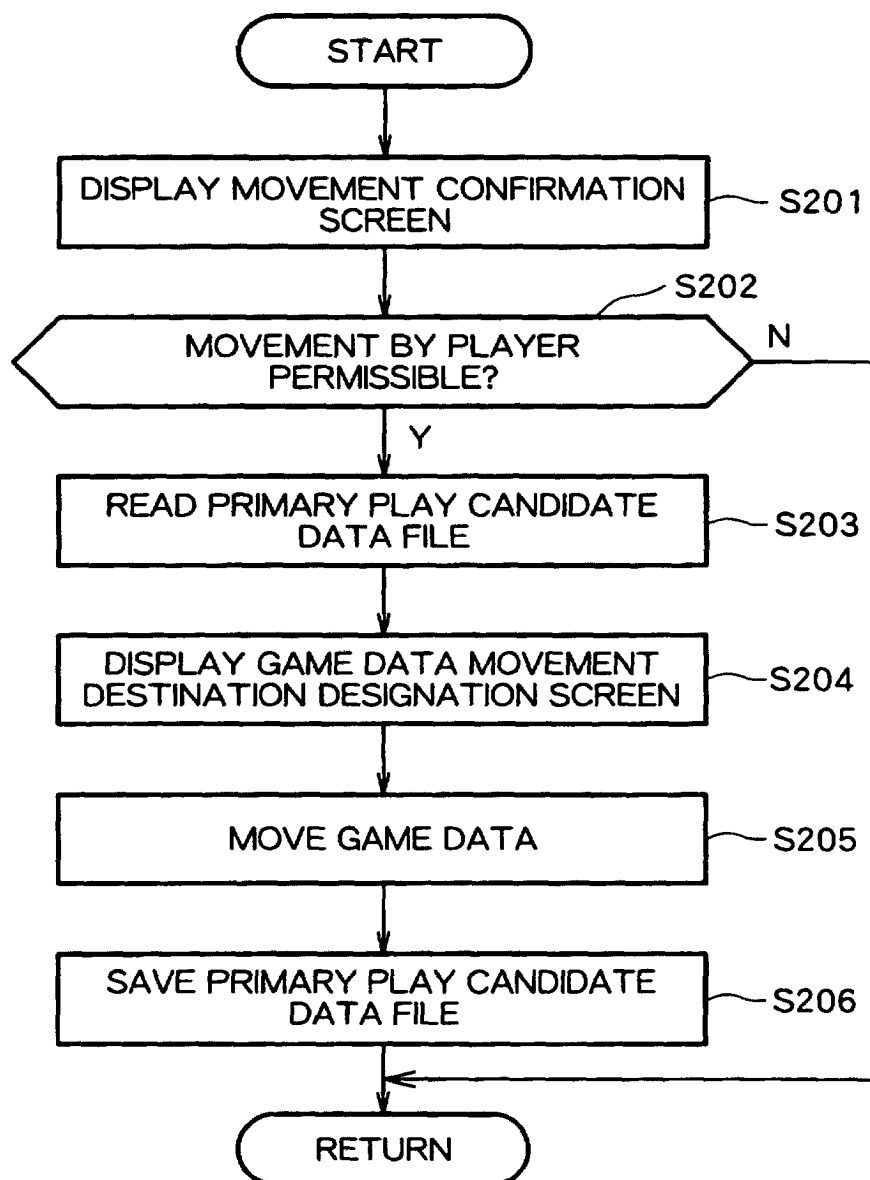 START
DISPLAY MOVEMENT CONFIRMATION
SCREEN
S201
S202
MOVEMENT BY PLAYER
PERMISSIBLE?
N
Y
READ PRIMARY PLAY CANDIDATE
DATA FILE
S203
DISPLAY GAME DATA MOVEMENT
DESTINATION DESIGNATION SCREEN
S204
MOVE GAME DATA
S205
SAVE PRIMARY PLAY CANDIDATE
DATA FILE
S206
RETURN